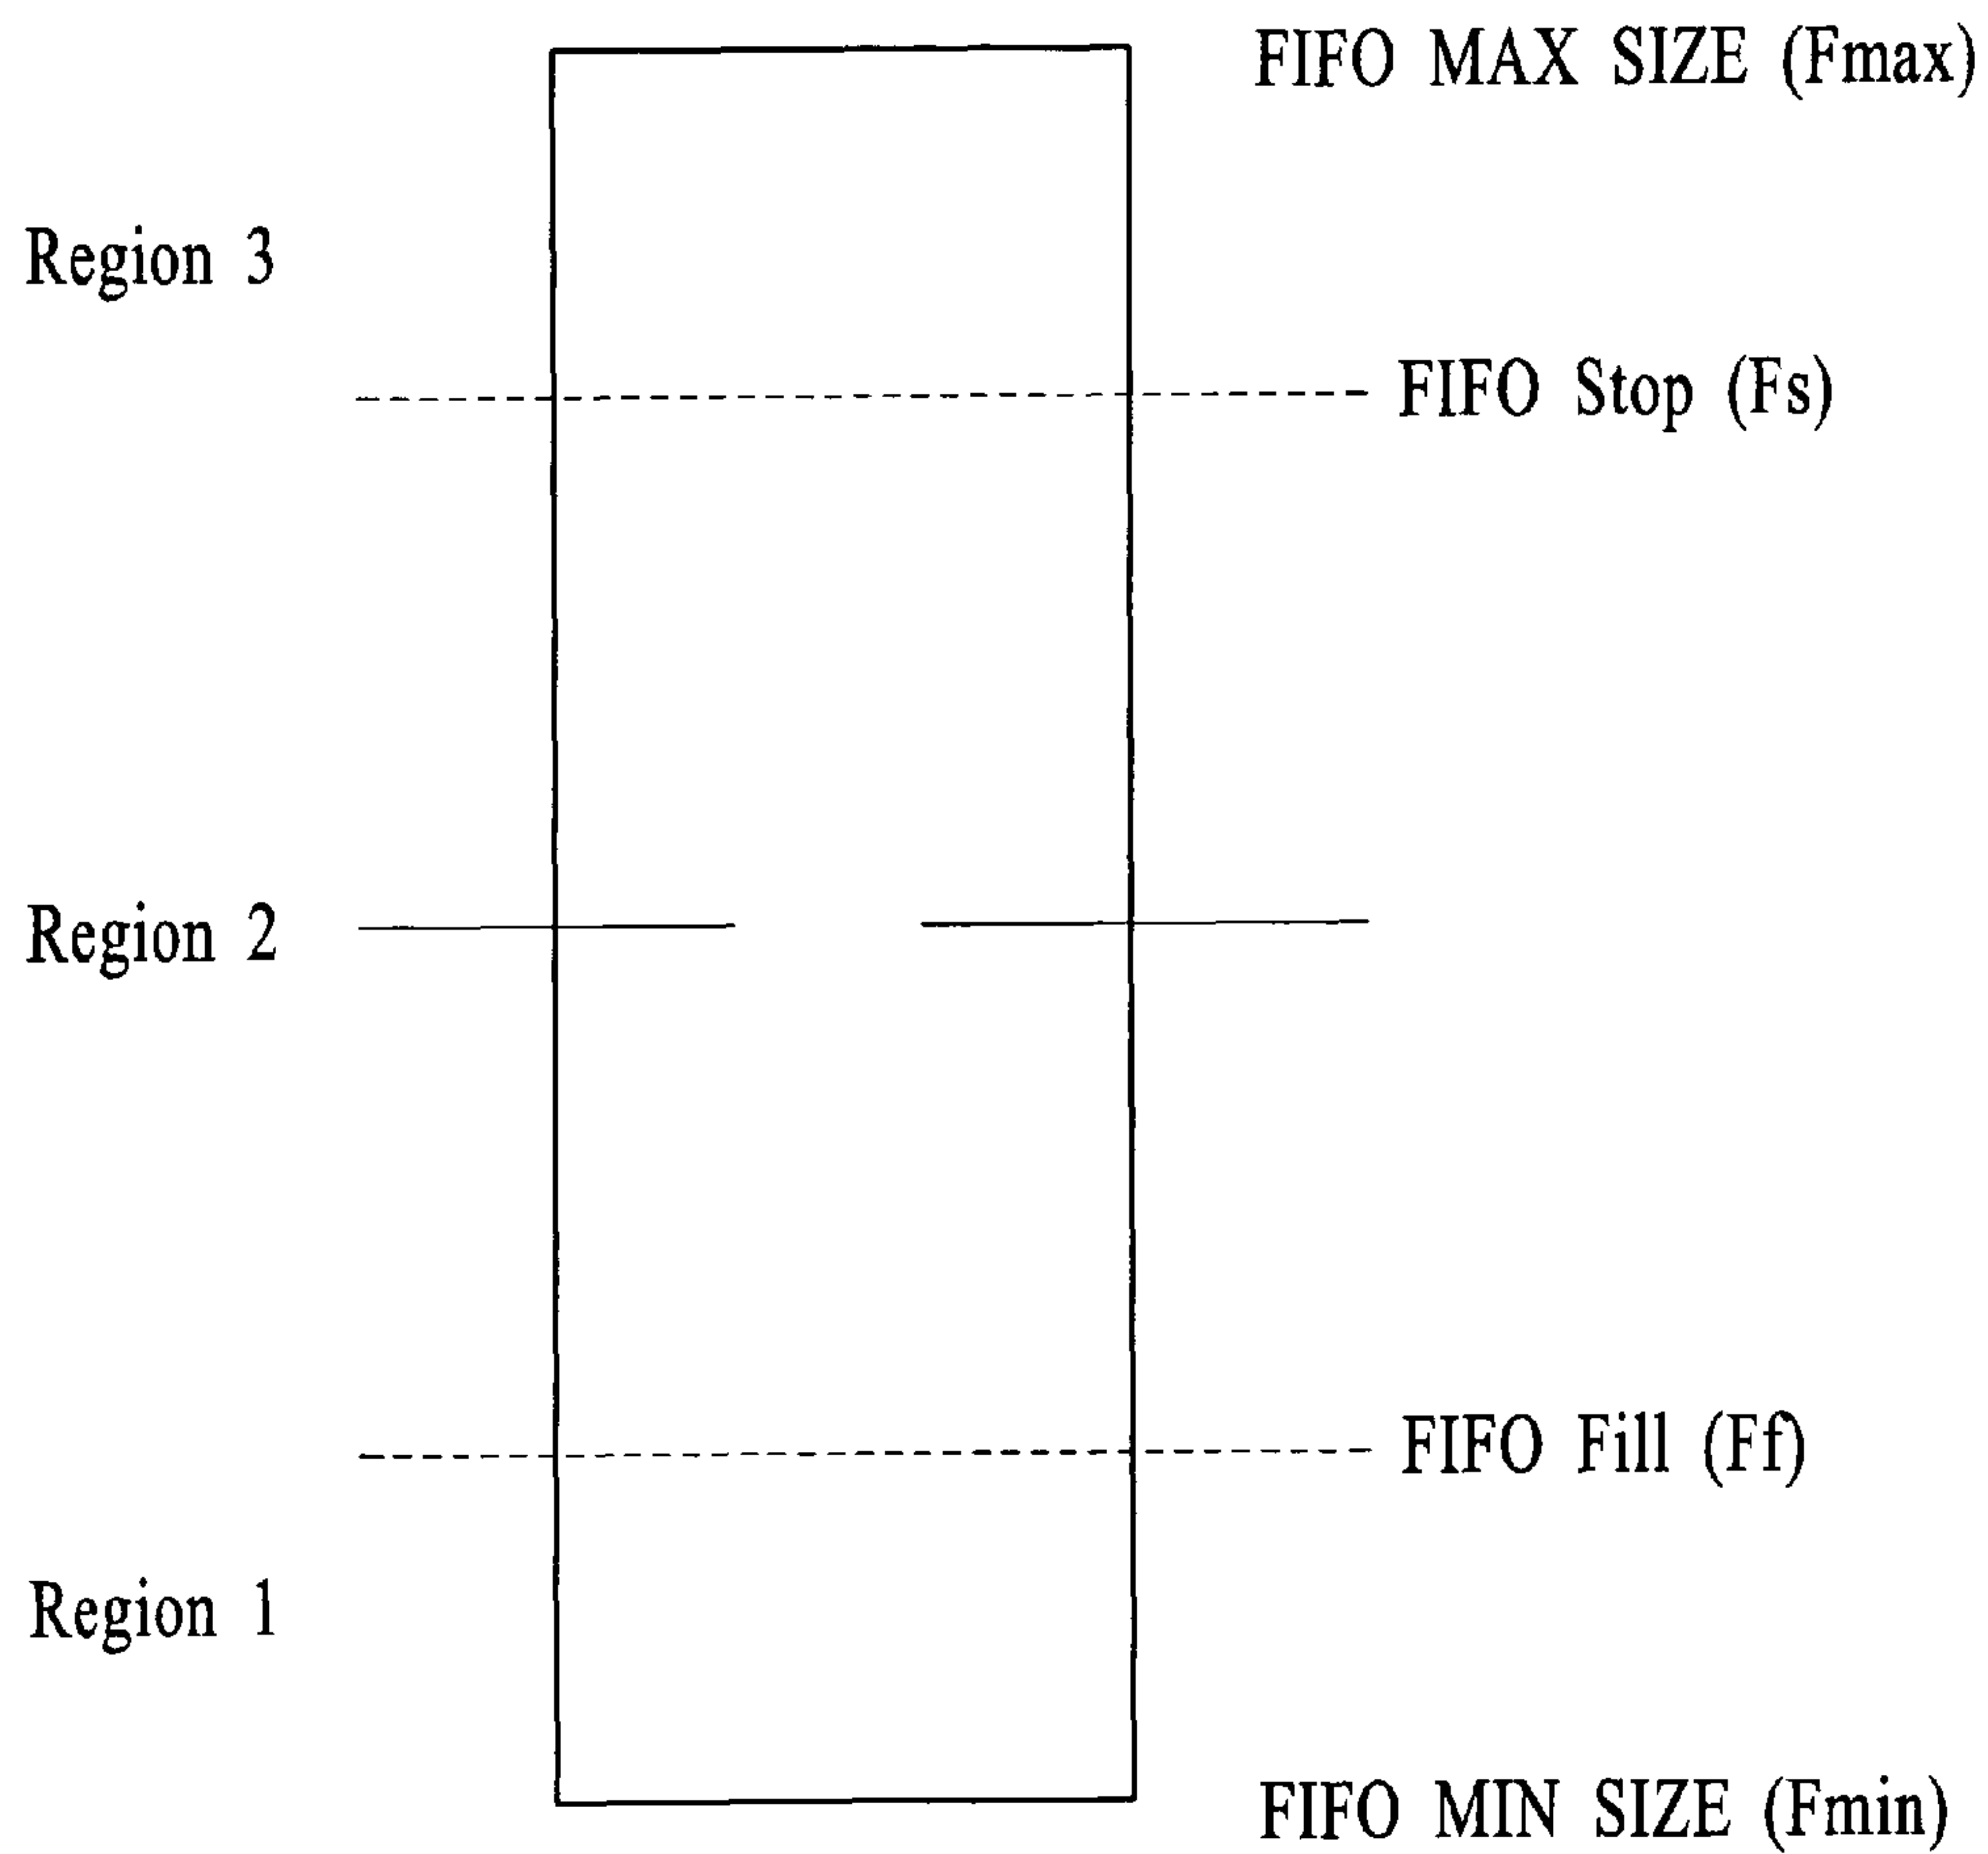 FIFO MAX SIZE (Fmax)
Region 3
FIFO Stop (Fs)
Region 2
FIFO Fill (Ff)
Region 1
FIFO MIN SIZE (Fmin)